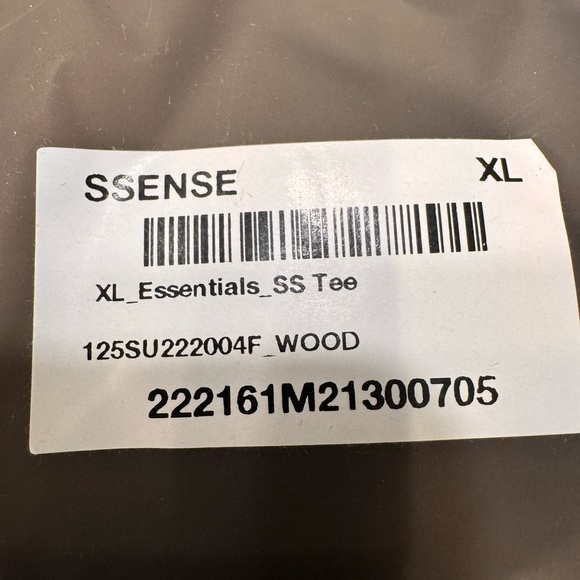 SSENSE XL
XL_Essentials_SS Tee
125SU222004F_WOOD
222161M21300705